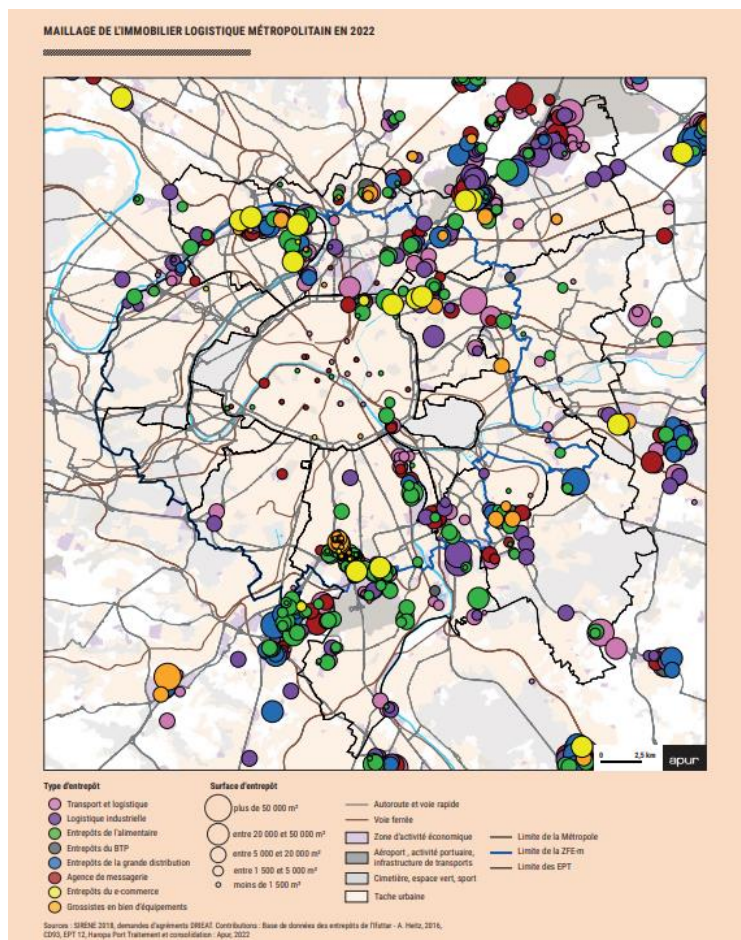 MAILLAGE DE L'IMMOBILIER LOGISTIQUE MÉTROPOLITAIN EN 2022
0 2,5 km
apur
Type d'entrepôt
Transport et logistique
Logistique industrielle
Entrepôts de l'alimentaire
Entrepôts du BTP
Entrepôts de la grande distribution
Agence de messagerie
Entrepôts du e-commerce
Grossistes en bien d'équipements
Surface d'entrepôt
plus de 50 000 m²
entre 20 000 et 50 000 m²
entre 5 000 et 20 000 m²
entre 1 500 et 5 000 m²
moins de 1 500 m²
Autoroute et voie rapide
Voie ferrée
Zone d'activité économique
Aéroport , activité portuaire,
infrastructure de transports
Cimetière, espace vert, sport
Tache urbaine
Limite de la Métropole
Limite de la ZFE-m
Limite des EPT
Sources : SIRENE 2018, demandes d'agréments DRIEAT. Contributions : Base de données des entrepôts de l'Ifsttar - A. Heitz, 2016,
CD93, EPT 12, Haropa Port Traitement et consolidation : Apur, 2022